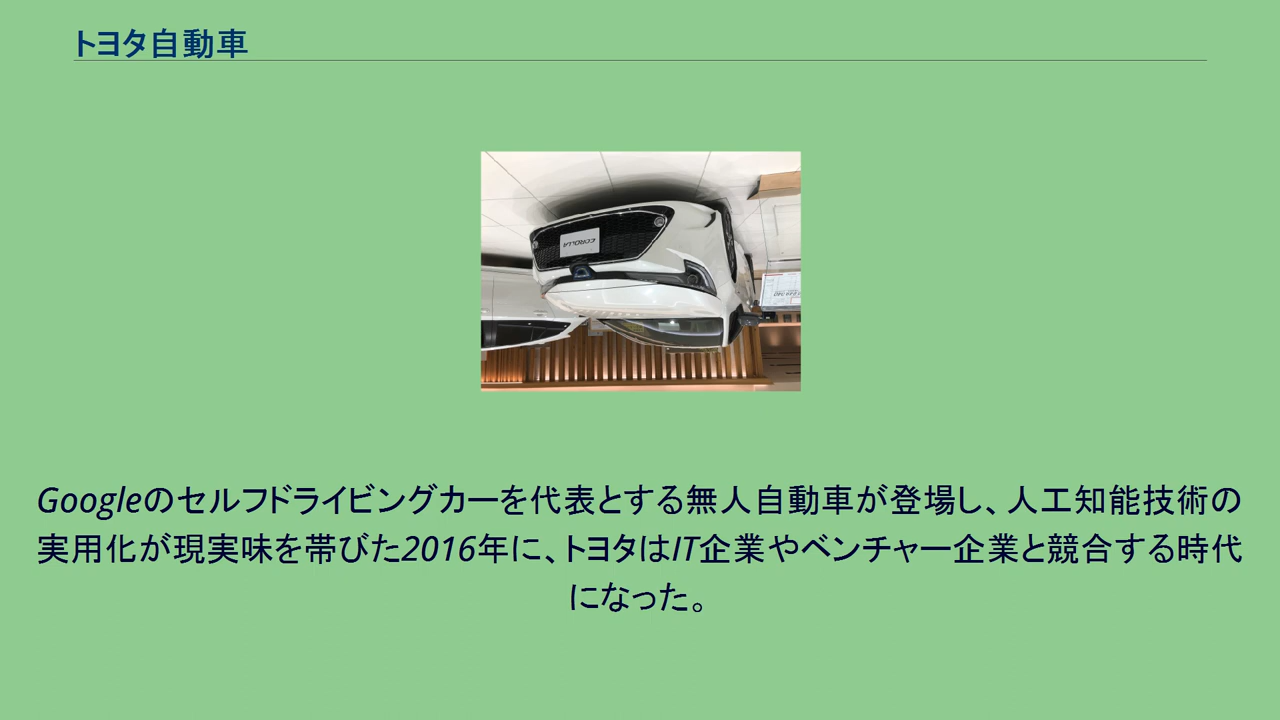 トヨタ自動車
COROLLA
Googleのセルフドライビングカーを代表とする無人自動車が登場し、人工知能技術の
実用化が現実味を帯びた2016年に、トヨタはIT企業やベンチャー企業と競合する時代
になった。